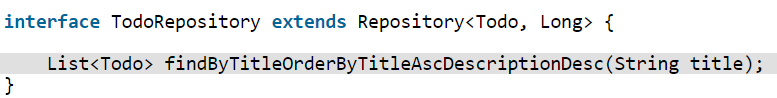 interface TodoRepository extends Repository<Todo, Long> {
List<Todo> findByTitleOrderByTitleAscDescriptionDesc(String title);
}